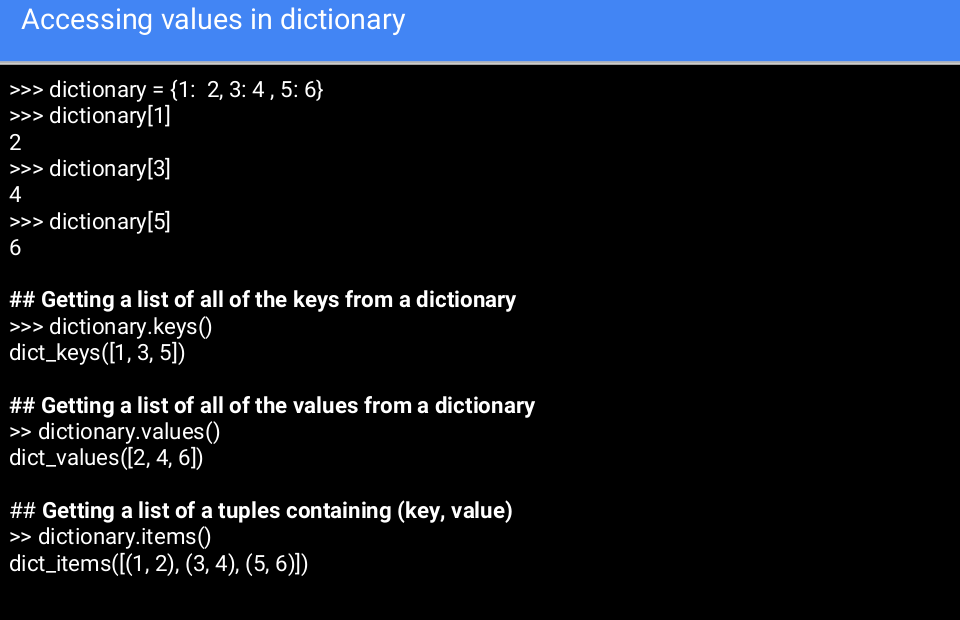 Accessing values in dictionary
>>> dictionary = {1:  2, 3: 4 , 5: 6}
>>> dictionary[1]
2
>>> dictionary[3]
4
>>> dictionary[5]
6
## Getting a list of all of the keys from a dictionary
>>> dictionary.keys()
dict_keys([1, 3, 5])
## Getting a list of all of the values from a dictionary
>> dictionary.values()
dict_values([2, 4, 6])
## Getting a list of a tuples containing (key, value)
>> dictionary.items()
dict_items([(1, 2), (3, 4), (5, 6)])